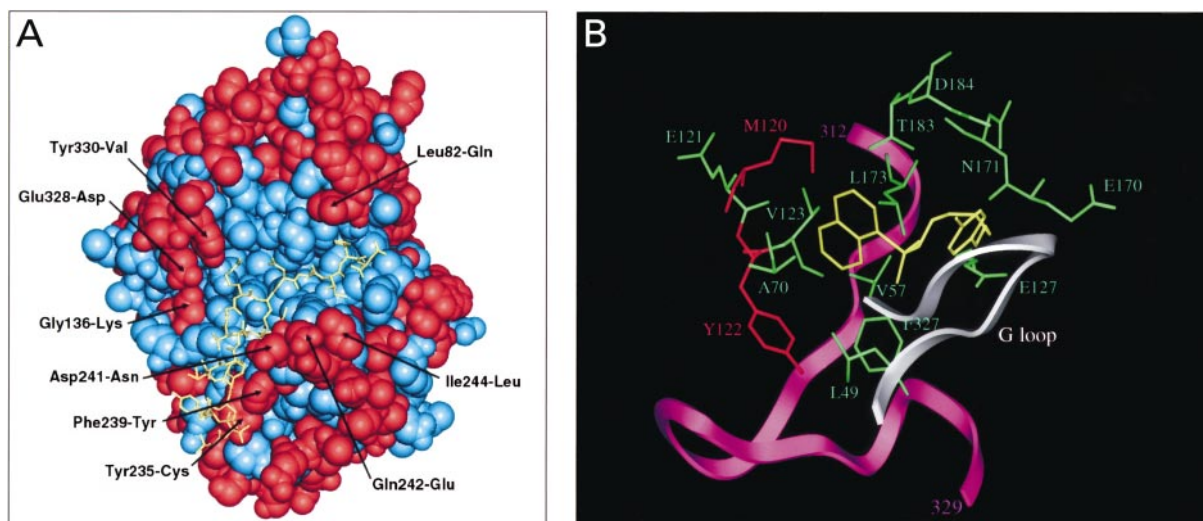 A
Tyr330-Val
Leu82-Gln
Glu328-Asp
Gly136-Lys
Asp241-Asn
Ile244-Leu
Phe239-Tyr
Tyr235-Cys
Gln242-Glu
B
D184
312
M120
T183
E121
N171
L173
E170
V123
A70
V57
E127
Y122
F327
G loop
L49
329